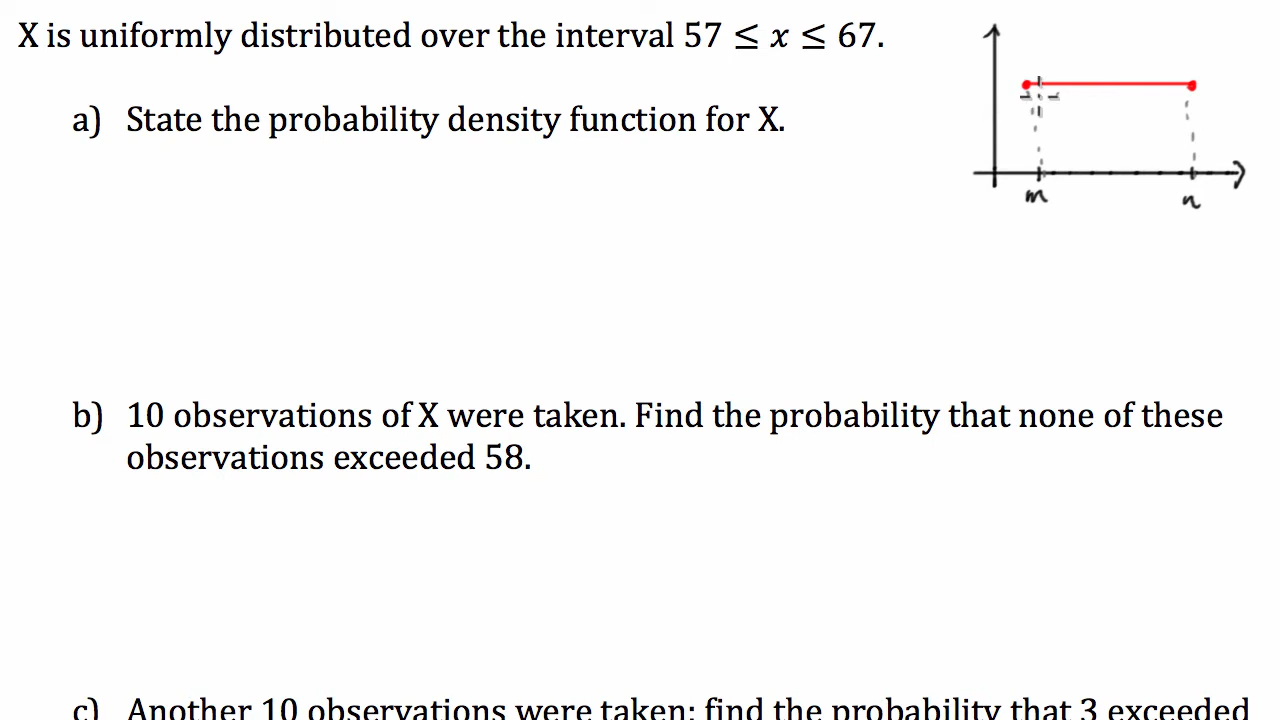 X is uniformly distributed over the interval 57 ≤ x ≤ 67.
a) State the probability density function for X.
m
n
b) 10 observations of X were taken. Find the probability that none of these
observations exceeded 58.
c) Another 10 observations were taken; find the probability that 3 exceeded